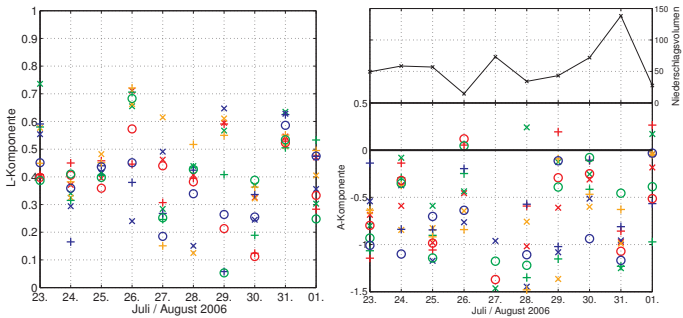 1
0.9
0.8
0.7
0.6
0.5
0.4
0.3
0.2
0.1
0
L-Komponente
23. 24. 25. 26. 27. 28. 29. 30. 31. 01.
Juli / August 2006
150
100
50
0
Niederschlagsvolumen
0.5
0
-0.5
-1
-1.5
A-Komponente
23. 24. 25. 26. 27. 28. 29. 30. 31. 01.
Juli / August 2006